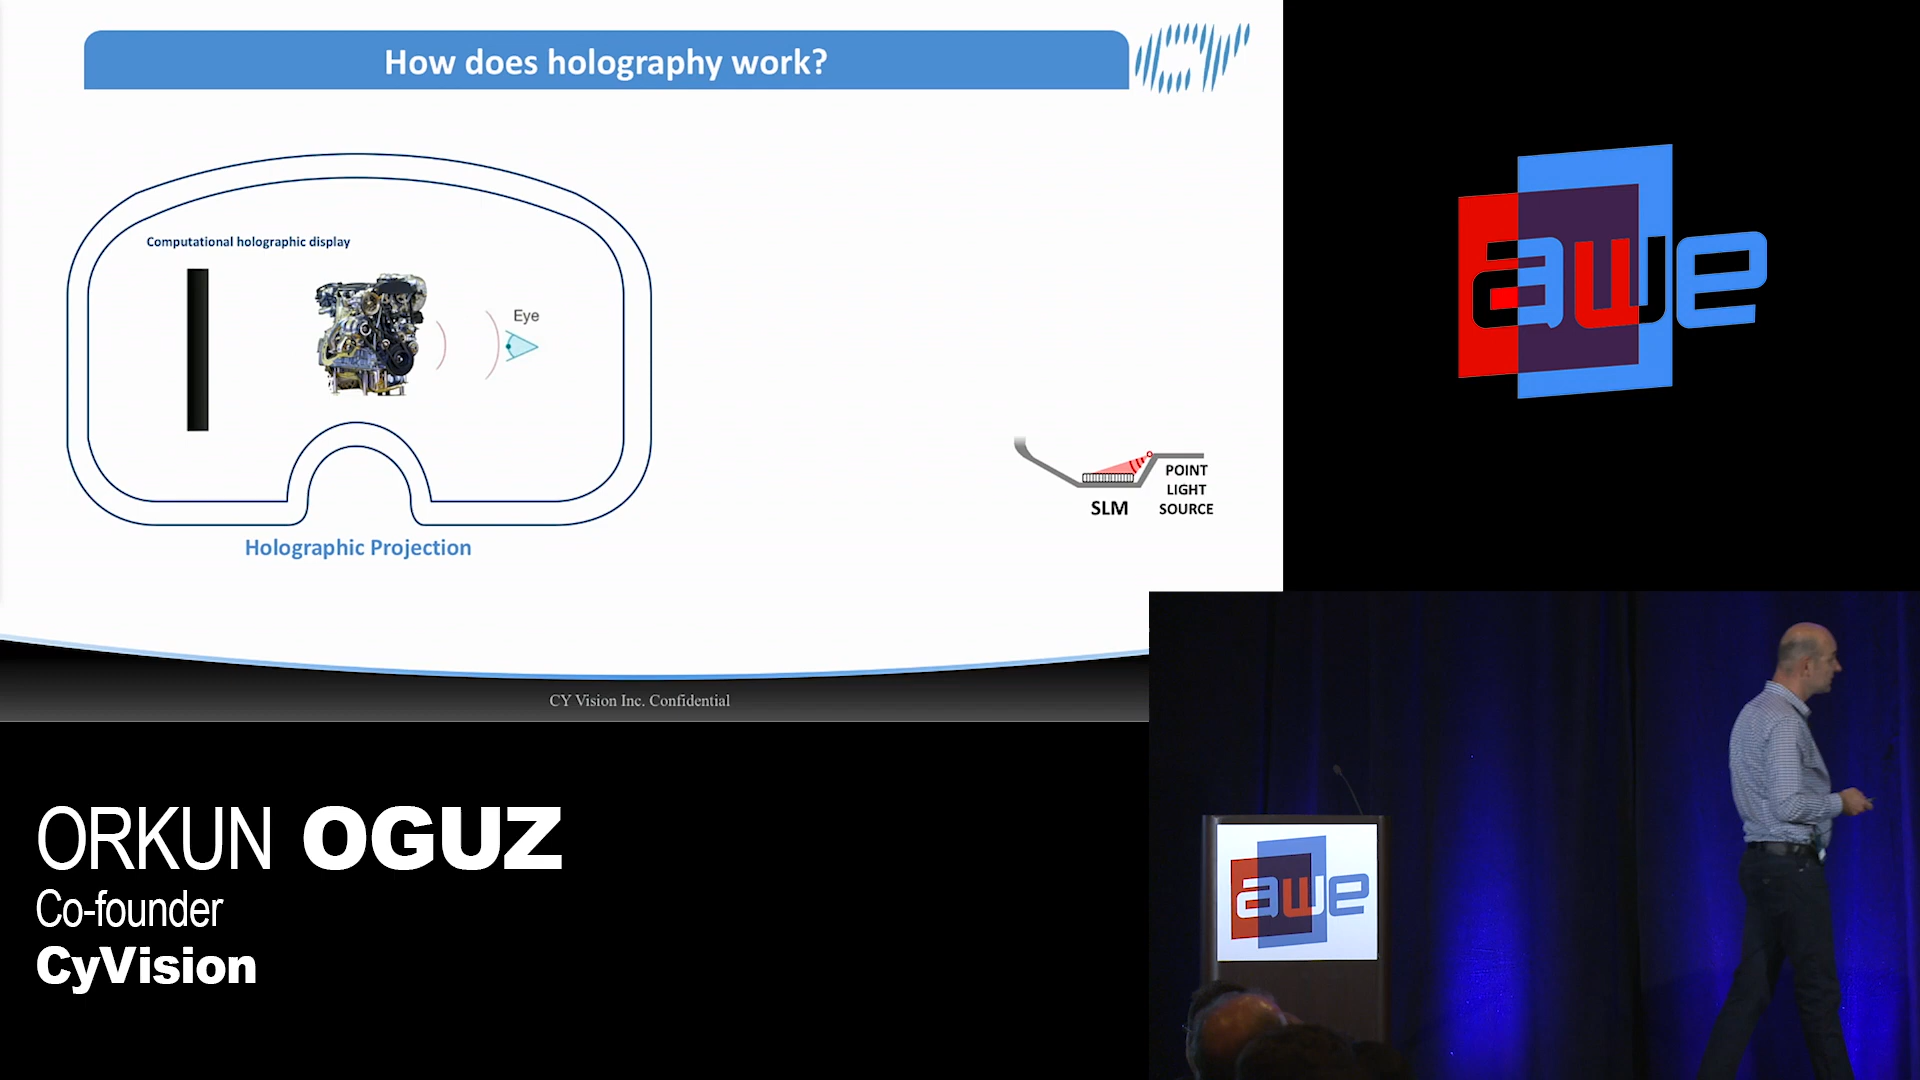 How does holography work?
CY
Computational holographic display
Eye
Holographic Projection
SLM
POINT
LIGHT
SOURCE
CY Vision Inc. Confidential
awe
ORKUN OGUZ
Co-founder
CyVision
awe